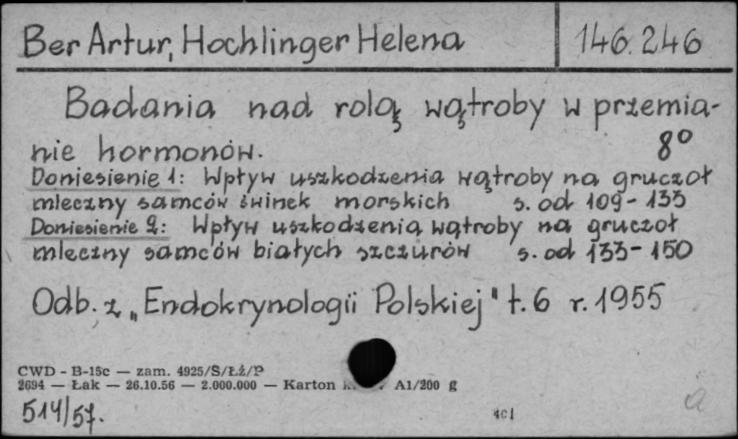 Ber Artur, Hochlinger Helena 146.246
Badania nad rolą wątroby w przemia-
nie hormonów. 8°
Doniesienie 1: Wpływ uszkodzenia wątroby na gruczoł
mleczny samców świnek morskich s. od 109-133
Doniesienie 2: Wpływ uszkodzenia wątroby na gruczoł
mleczny samców białych szczurów s. od 133-150
Odb. z „Endokrynologii Polskiej" t. 6 r. 1955
CWD - B-15c — zam. 4925/S/Łź/P
2694 — Łak — 26.10.56 — 2.000.000 — Karton A1/200 g
514/57.